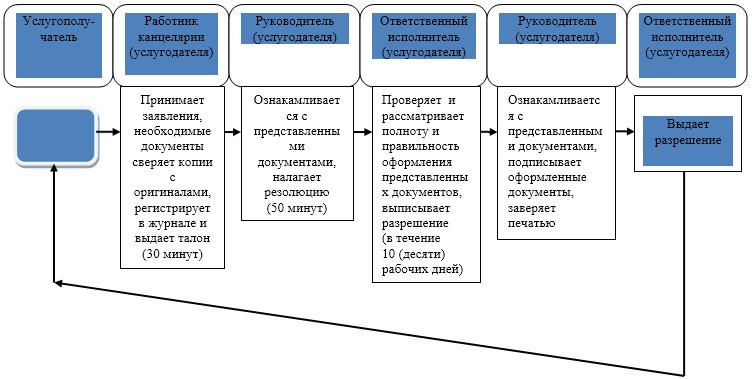 Услугополу-
чатель
Работник
канцелярии
(услугодателя)
Руководитель
(услугодателя)
Ответственный
исполнитель
(услугодателя)
Руководитель
(услугодателя)
Ответственный
исполнитель
(услугодателя)
Принимает
заявления,
необходимые
документы
сверяет копии
с
оригиналами,
регистрирует
в журнале и
выдает талон
(30 минут)
Ознакамливает
ся с
представленны
ми
документами,
налагает
резолюцию
(50 минут)
Проверяет и
рассматривает
полноту и
правильность
оформления
представленны
х документов,
выписывает
разрешение
(в течение
10 (десяти)
рабочих дней)
Ознакамливаетс
я с
представленным
и документами,
подписывает
оформленные
документы,
заверяет
печатью
Выдает
разрешение